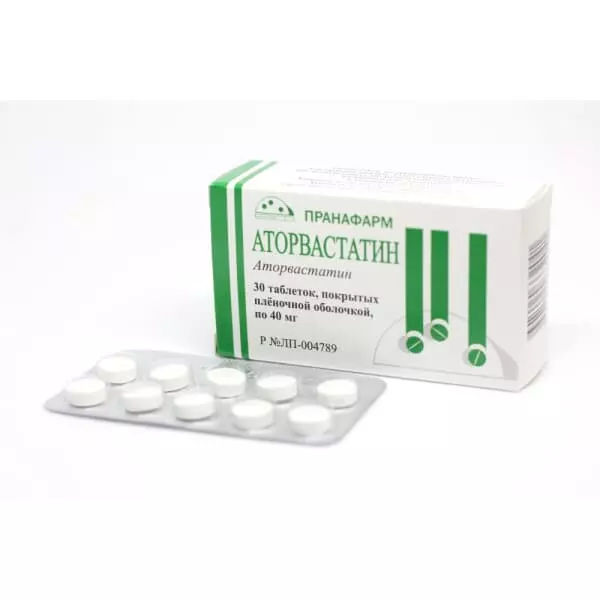 ПРАНАФАРМ
АТОРВАСТАТИН
Аторвастатин
30 таблеток, покрытых
плёночной оболочкой,
по 40 мг
Р №ЛП-004789